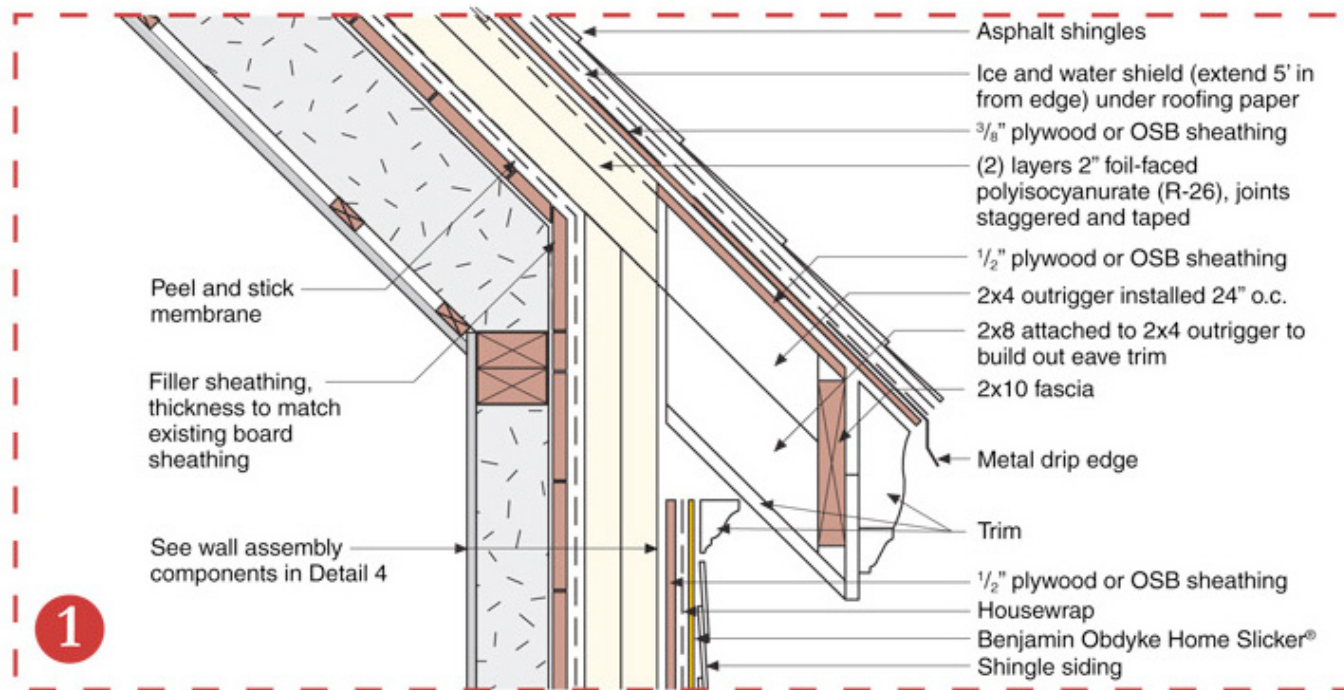 Asphalt shingles
Ice and water shield (extend 5’ in
from edge) under roofing paper
3/8” plywood or OSB sheathing
(2) layers 2” foil-faced
polyisocyanurate (R-26), joints
staggered and taped
1/2” plywood or OSB sheathing
2x4 outrigger installed 24” o.c.
2x8 attached to 2x4 outrigger to
build out eave trim
2x10 fascia
Metal drip edge
Trim
1/2” plywood or OSB sheathing
Housewrap
Benjamin Obdyke Home Slicker®
Shingle siding
Peel and stick
membrane
Filler sheathing,
thickness to match
existing board
sheathing
See wall assembly
components in Detail 4
1